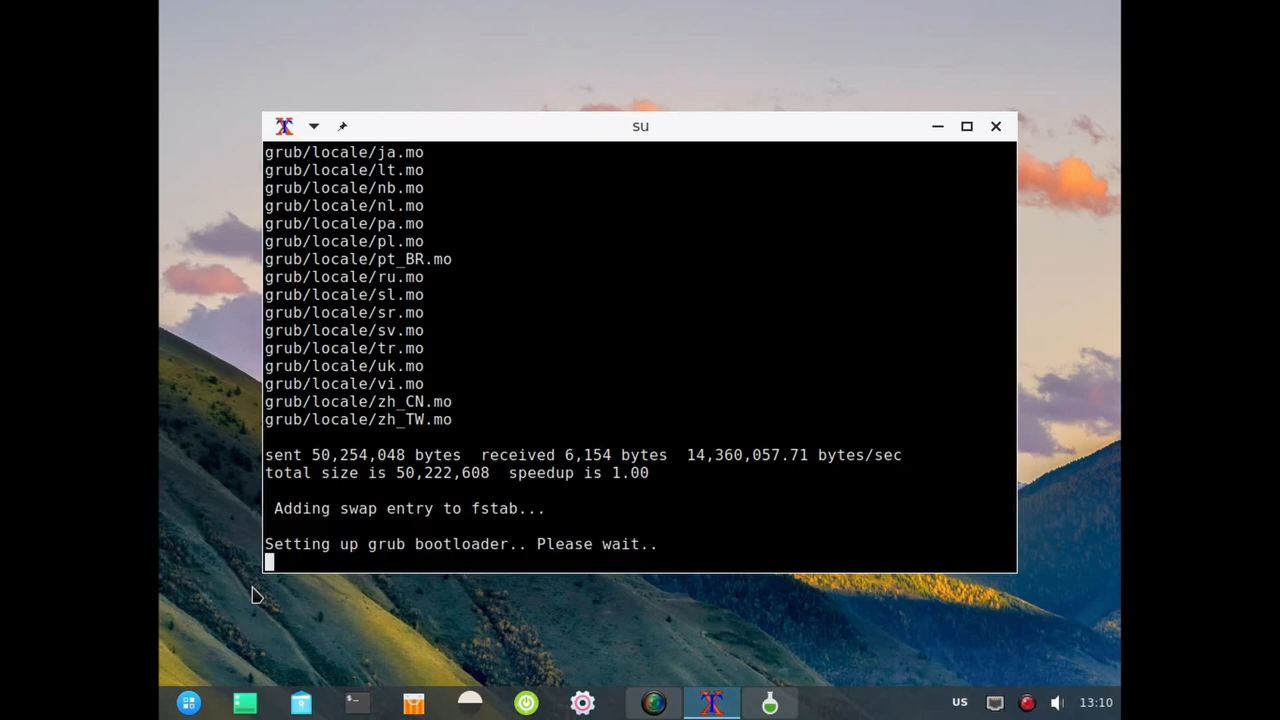 su
grub/locale/ja.mo
grub/locale/lt.mo
grub/locale/nb.mo
grub/locale/nl.mo
grub/locale/pa.mo
grub/locale/pl.mo
grub/locale/pt_BR.mo
grub/locale/ru.mo
grub/locale/sl.mo
grub/locale/sr.mo
grub/locale/sv.mo
grub/locale/tr.mo
grub/locale/uk.mo
grub/locale/vi.mo
grub/locale/zh_CN.mo
grub/locale/zh_TW.mo
sent 50,254,048 bytes  received 6,154 bytes  14,360,057.71 bytes/sec
total size is 50,222,608  speedup is 1.00
Adding swap entry to fstab...
Setting up grub bootloader.. Please wait..
US 13:10